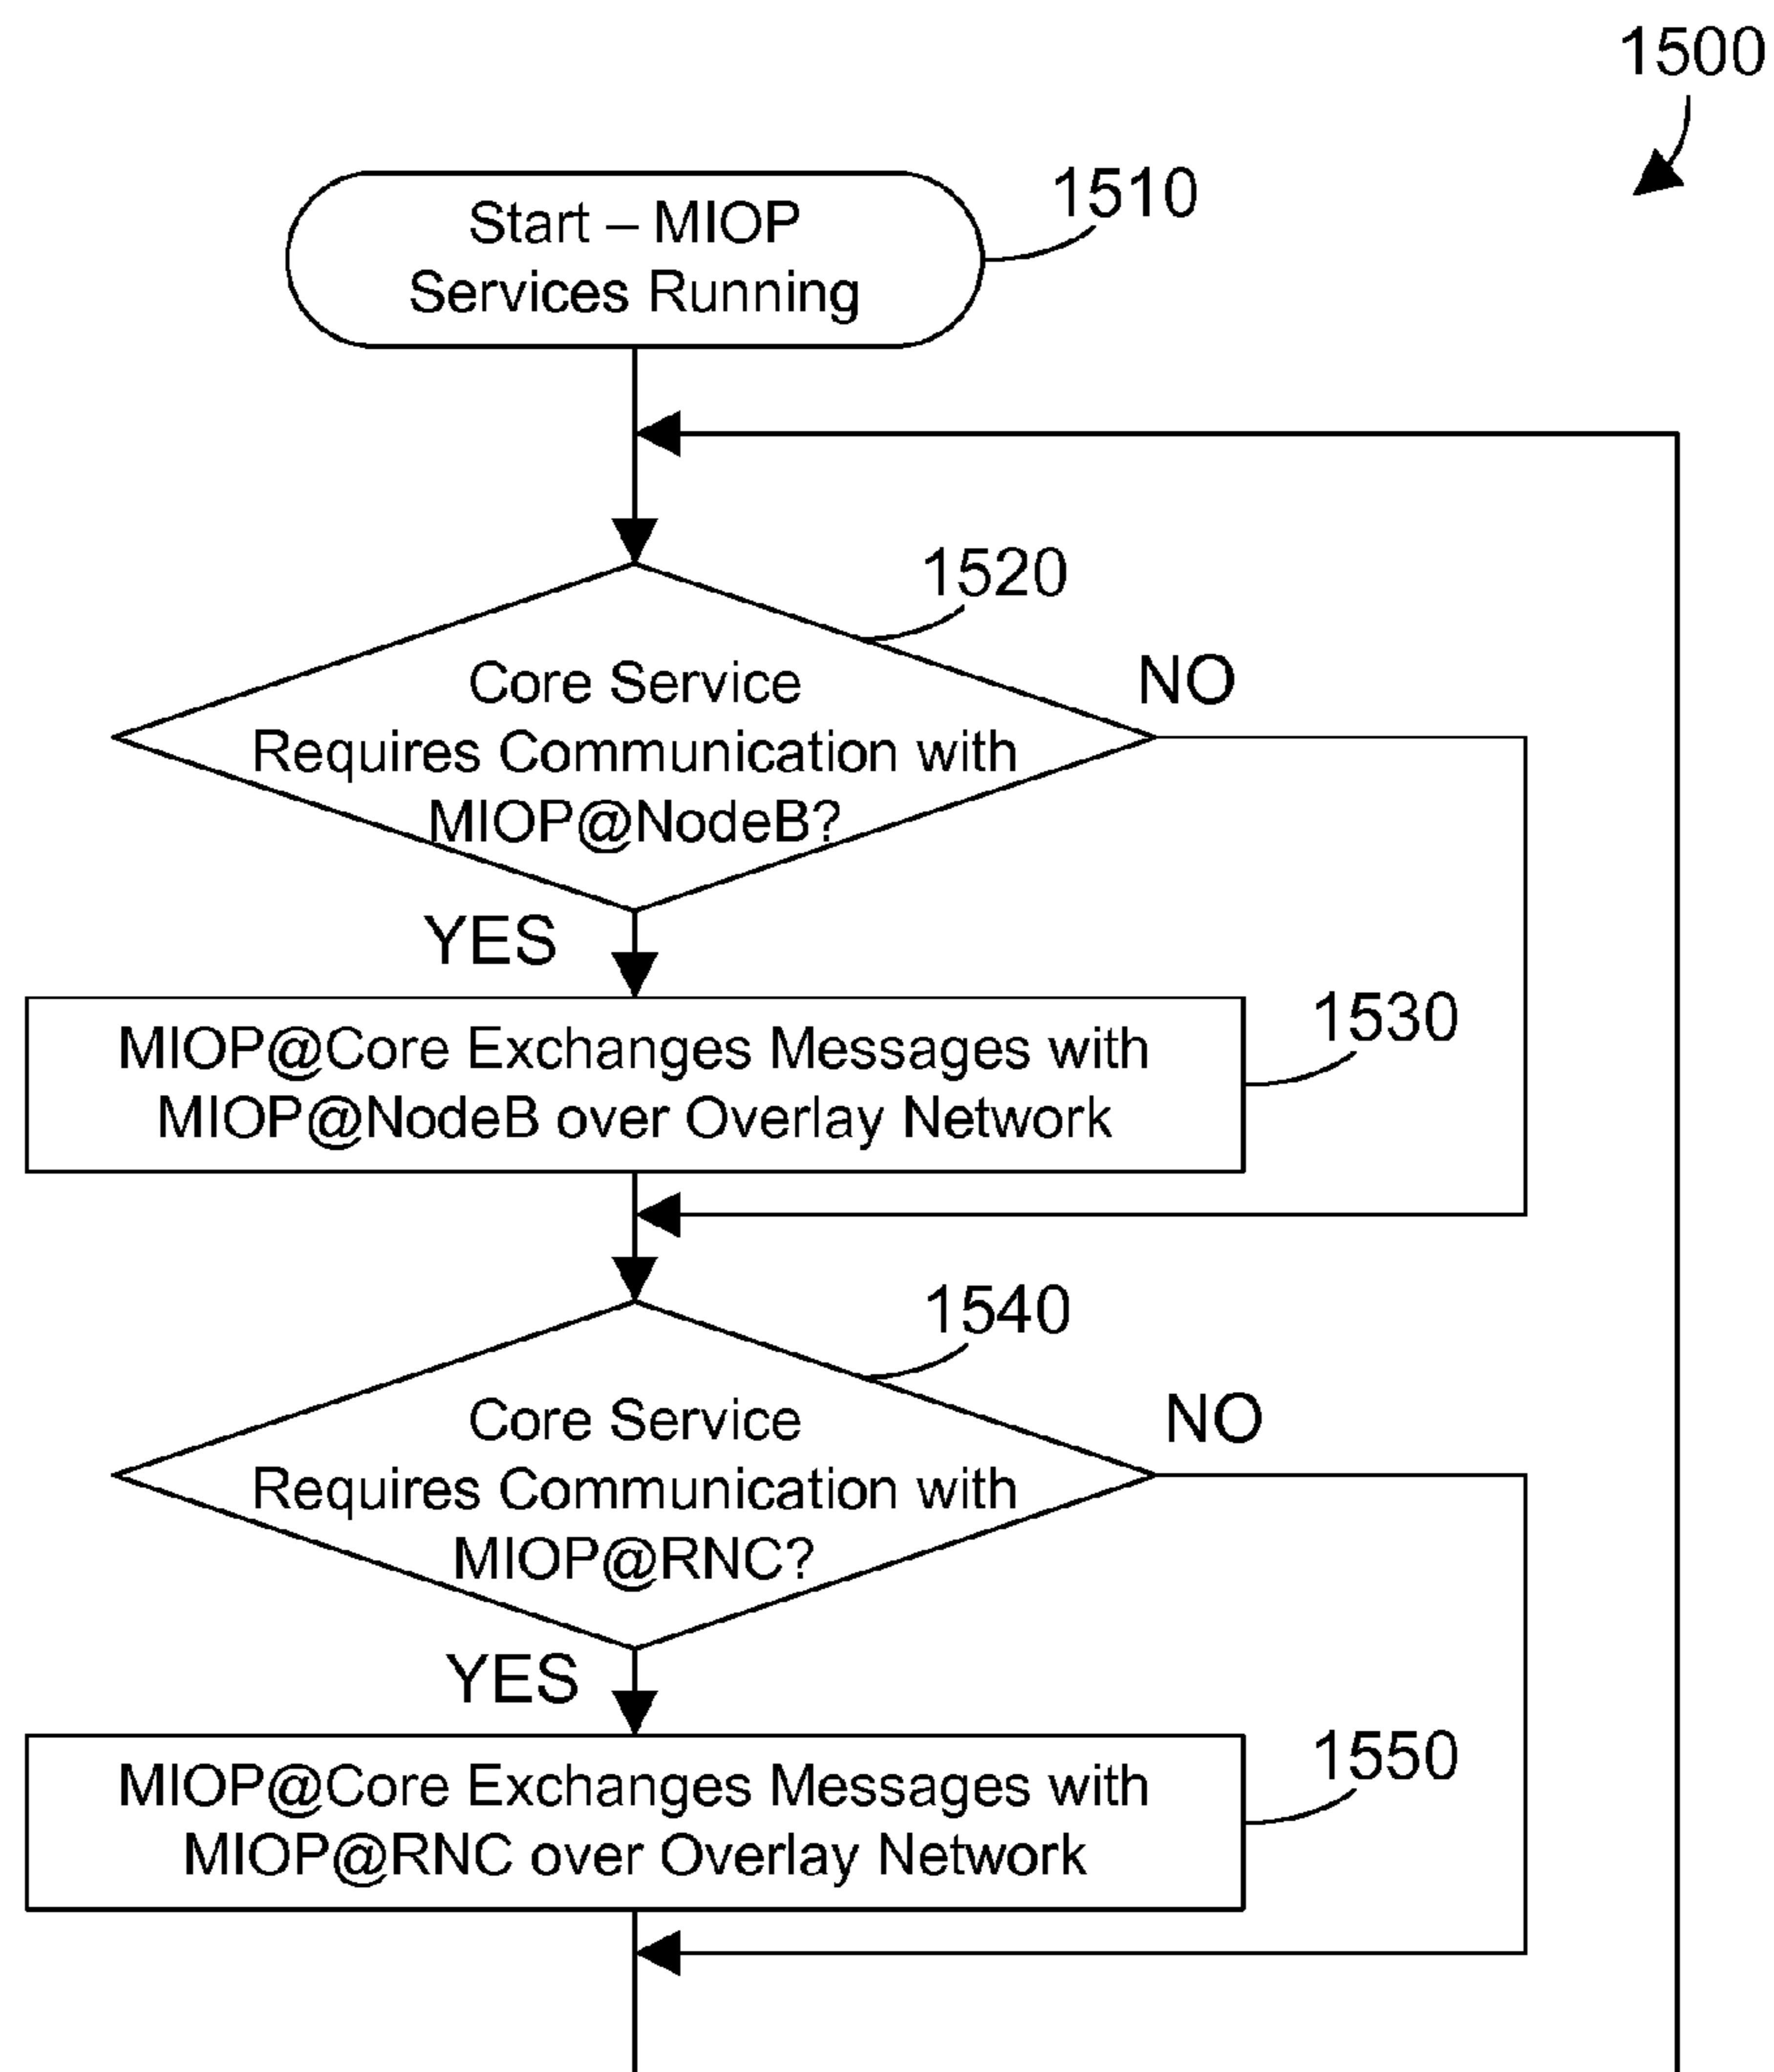 1500
1510
Start – MIOP
Services Running
1520
Core Service
Requires Communication with
MIOP@NodeB?
NO
YES
1530
MIOP@Core Exchanges Messages with
MIOP@NodeB over Overlay Network
1540
Core Service
Requires Communication with
MIOP@RNC?
NO
YES
1550
MIOP@Core Exchanges Messages with
MIOP@RNC over Overlay Network